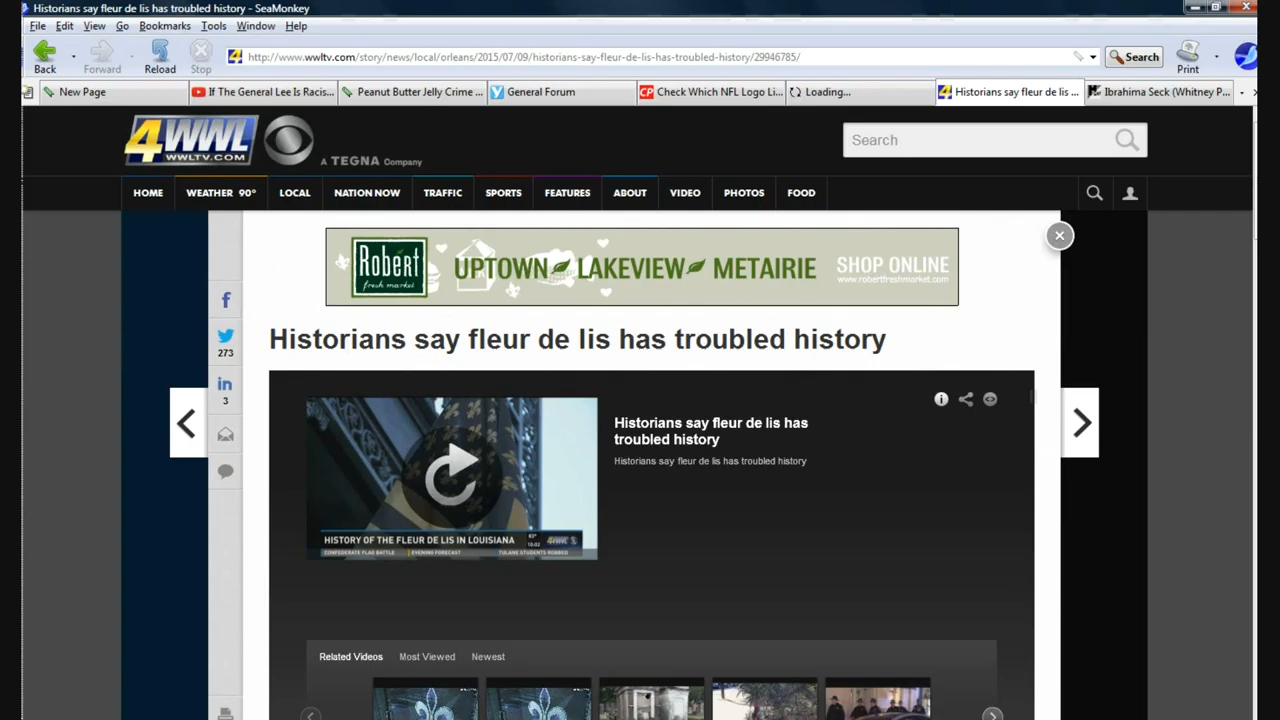 Historians say fleur de lis has troubled history - SeaMonkey
File Edit View Go Bookmarks Tools Window Help
Back Forward Reload Stop
http://www.wwltv.com/story/news/local/orleans/2015/07/09/historians-say-fleur-de-lis-has-troubled-history/29946785/
Search
Print
New Page
If The General Lee Is Racis...
Peanut Butter Jelly Crime ...
General Forum
Check Which NFL Logo Li...
Loading...
Historians say fleur de lis ...
Ibrahima Seck (Whitney P...
4WWL
WWLTV.COM
A TEGNA Company
Search
HOME WEATHER 90° LOCAL NATION NOW TRAFFIC SPORTS FEATURES ABOUT VIDEO PHOTOS FOOD
Robért
fresh market
UPTOWN LAKEVIEW METAIRIE
SHOP ONLINE
www.robertfreshmarket.com
273
3
Historians say fleur de lis has troubled history
Historians say fleur de lis has
troubled history
Historians say fleur de lis has troubled history
HISTORY OF THE FLEUR DE LIS IN LOUISIANA
83°
10:02
4WWL
CONFEDERATE FLAG BATTLE EVENING FORECAST TULANE STUDENTS ROBBED
Related Videos Most Viewed Newest